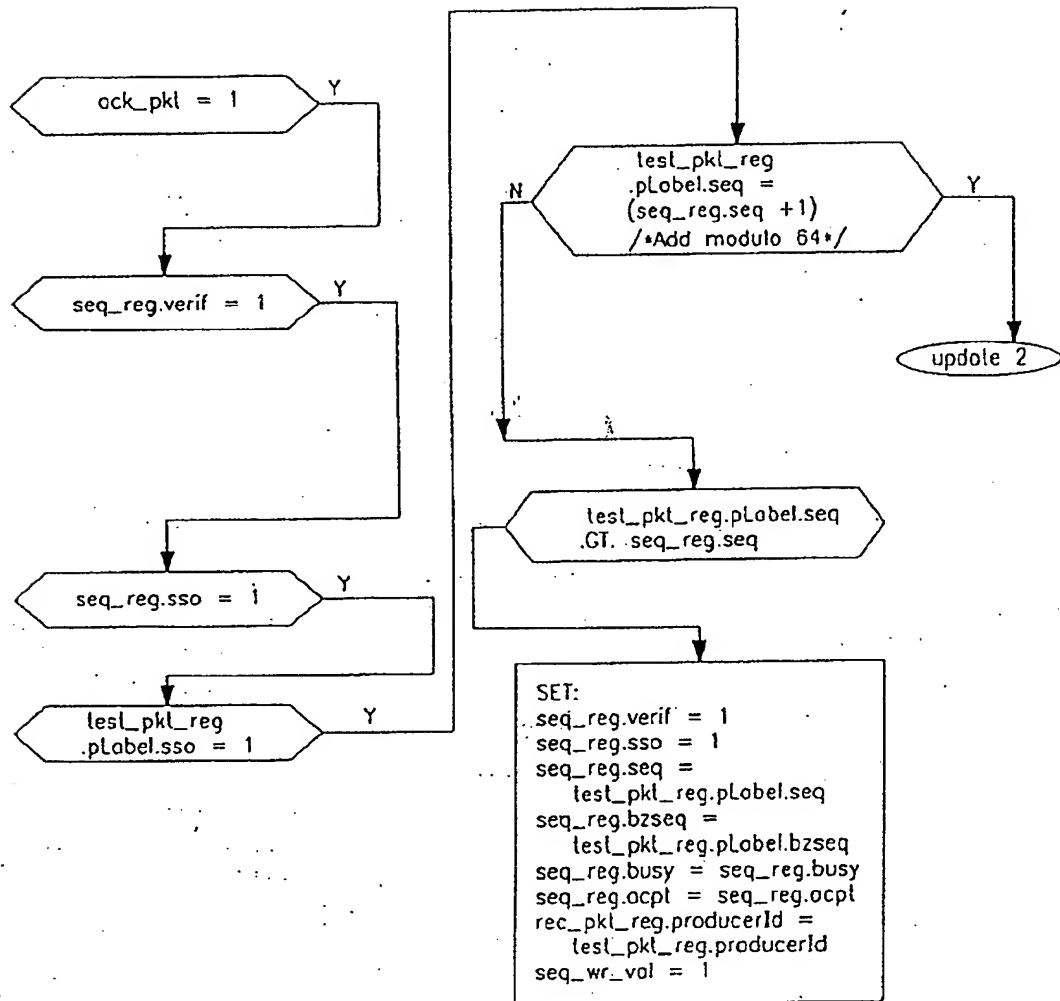 ack_pkt = 1
Y
seq_reg.verif = 1
Y
seq_reg.sso = 1
Y
test_pkt_reg
.pLabel.sso = 1
Y
test_pkt_reg
.pLabel.seq =
(seq_reg.seq +1)
/*Add modulo 64*/
N
Y
update 2
test_pkt_reg.pLabel.seq
.GT. seq_reg.seq
SET:
seq_reg.verif = 1
seq_reg.sso = 1
seq_reg.seq =
test_pkt_reg.pLabel.seq
seq_reg.bzseq =
test_pkt_reg.pLabel.bzseq
seq_reg.busy = seq_reg.busy
seq_reg.acpt = seq_reg.acpt
rec_pkt_reg.producerId =
test_pkt_reg.producerId
seq_wr_val = 1